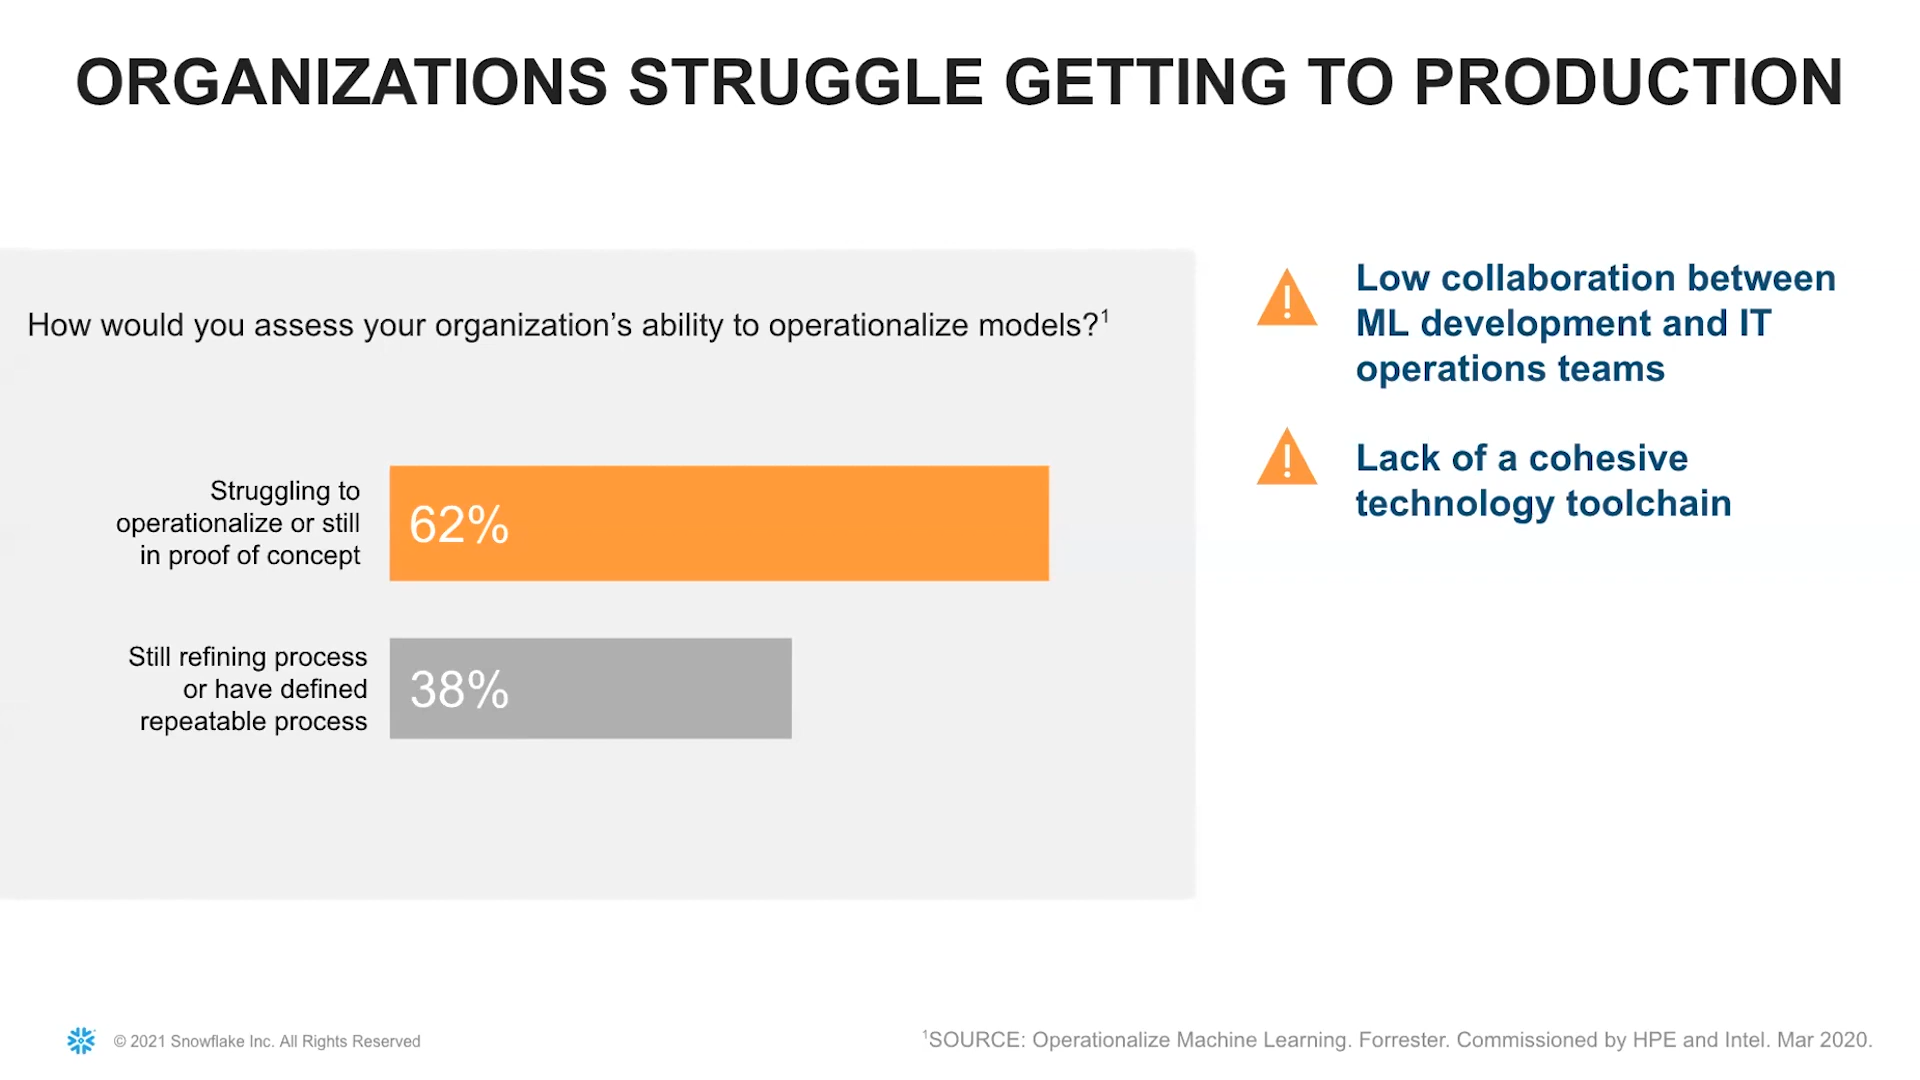 ORGANIZATIONS STRUGGLE GETTING TO PRODUCTION
How would you assess your organization’s ability to operationalize models?¹
Struggling to
operationalize or still
in proof of concept
62%
Still refining process
or have defined
repeatable process
38%
Low collaboration between
ML development and IT
operations teams
Lack of a cohesive
technology toolchain
© 2021 Snowflake Inc. All Rights Reserved
¹SOURCE: Operationalize Machine Learning. Forrester. Commissioned by HPE and Intel. Mar 2020.